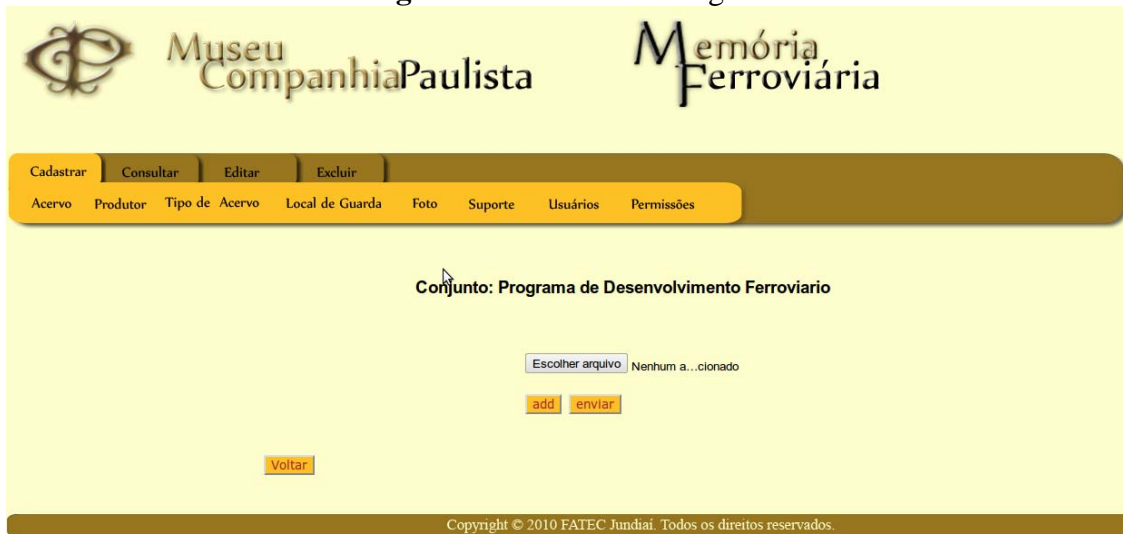 Museu
CompanhiaPaulista
Memória
Ferroviária
Cadastrar Consultar Editar Excluir
Acervo Produtor Tipo de Acervo Local de Guarda Foto Suporte Usuários Permissões
Conjunto: Programa de Desenvolvimento Ferroviario
Escolher arquivo Nenhum a...cionado
add enviar
Voltar
Copyright © 2010 FATEC Jundiaí. Todos os direitos reservados.